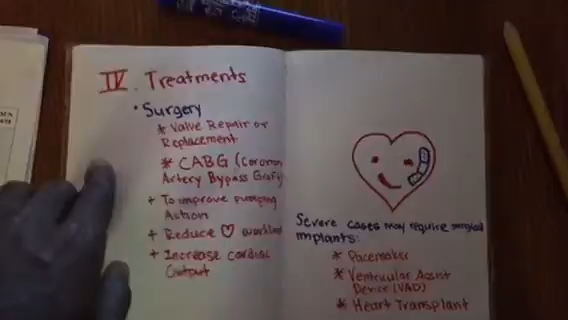 IV. Treatments
• Surgery
* Valve Repair or
Replacement
* CABG (Coronary
Artery Bypass Graft)
+ To improve pumping
Action
+ Reduce ♡ workload
+ Increase cardiac
Output
Severe cases may require surgical
implants:
* Pacemaker
* Ventricular Assist
Device (VAD)
* Heart Transplant